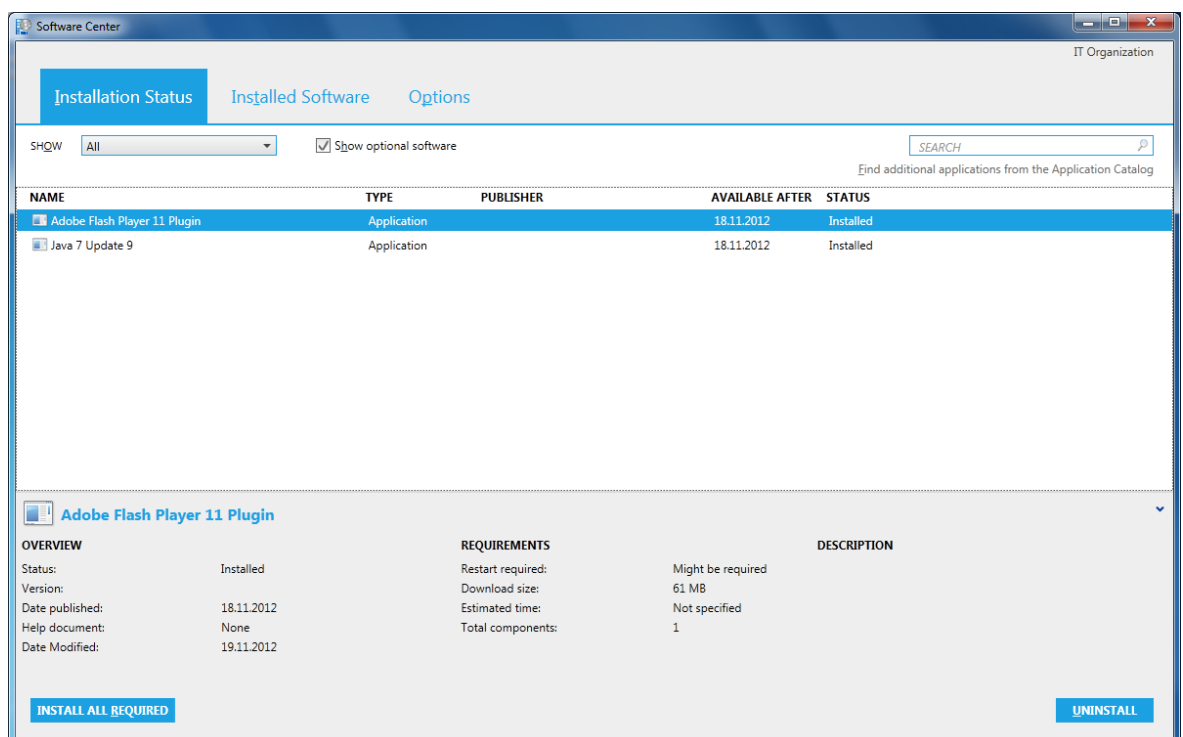 Software Center
IT Organization
Installation Status Installed Software Options
SHOW All Show optional software SEARCH
Find additional applications from the Application Catalog
NAME TYPE PUBLISHER AVAILABLE AFTER STATUS
Adobe Flash Player 11 Plugin Application 18.11.2012 Installed
Java 7 Update 9 Application 18.11.2012 Installed
Adobe Flash Player 11 Plugin
OVERVIEW REQUIREMENTS DESCRIPTION
Status: Installed Restart required: Might be required
Version: Download size: 61 MB
Date published: 18.11.2012 Estimated time: Not specified
Help document: None Total components: 1
Date Modified: 19.11.2012
INSTALL ALL REQUIRED UNINSTALL